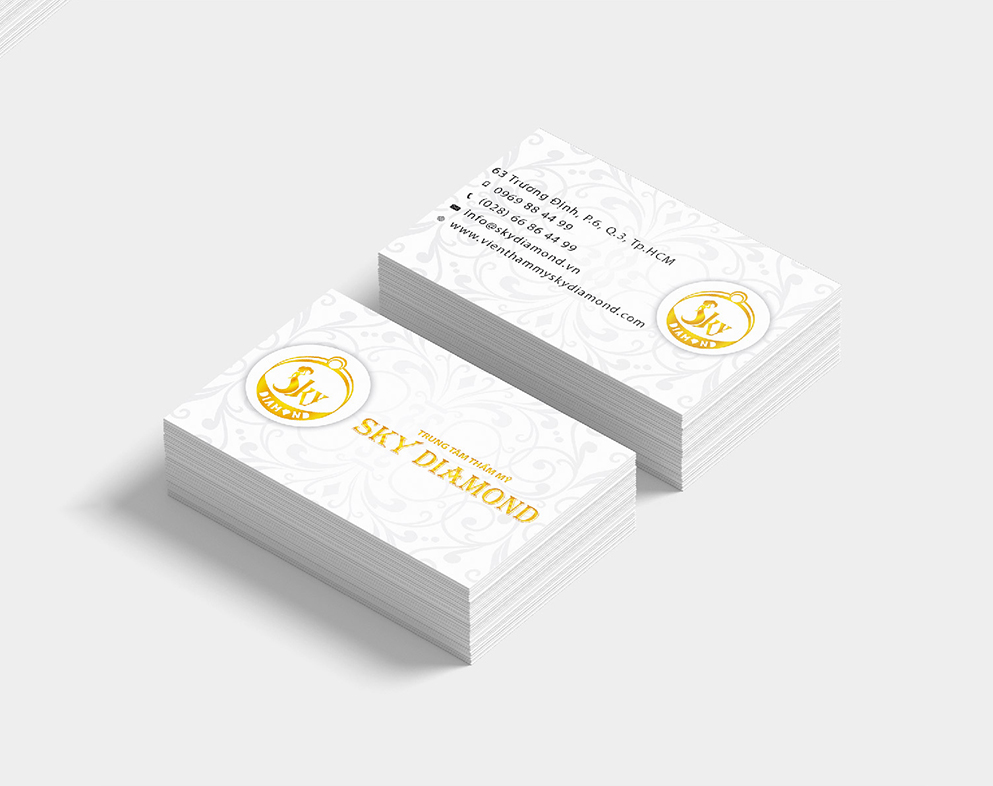 63 Trương Định, P.6, Q.3, Tp.HCM
0969 88 44 99
(028) 66 86 44 99
Info@skydiamond.vn
www.vienthammyskydiamond.com
Sky
DIAMOND
Sky
DIAMOND
TRUNG TÂM THẨM MỸ
SKY DIAMOND